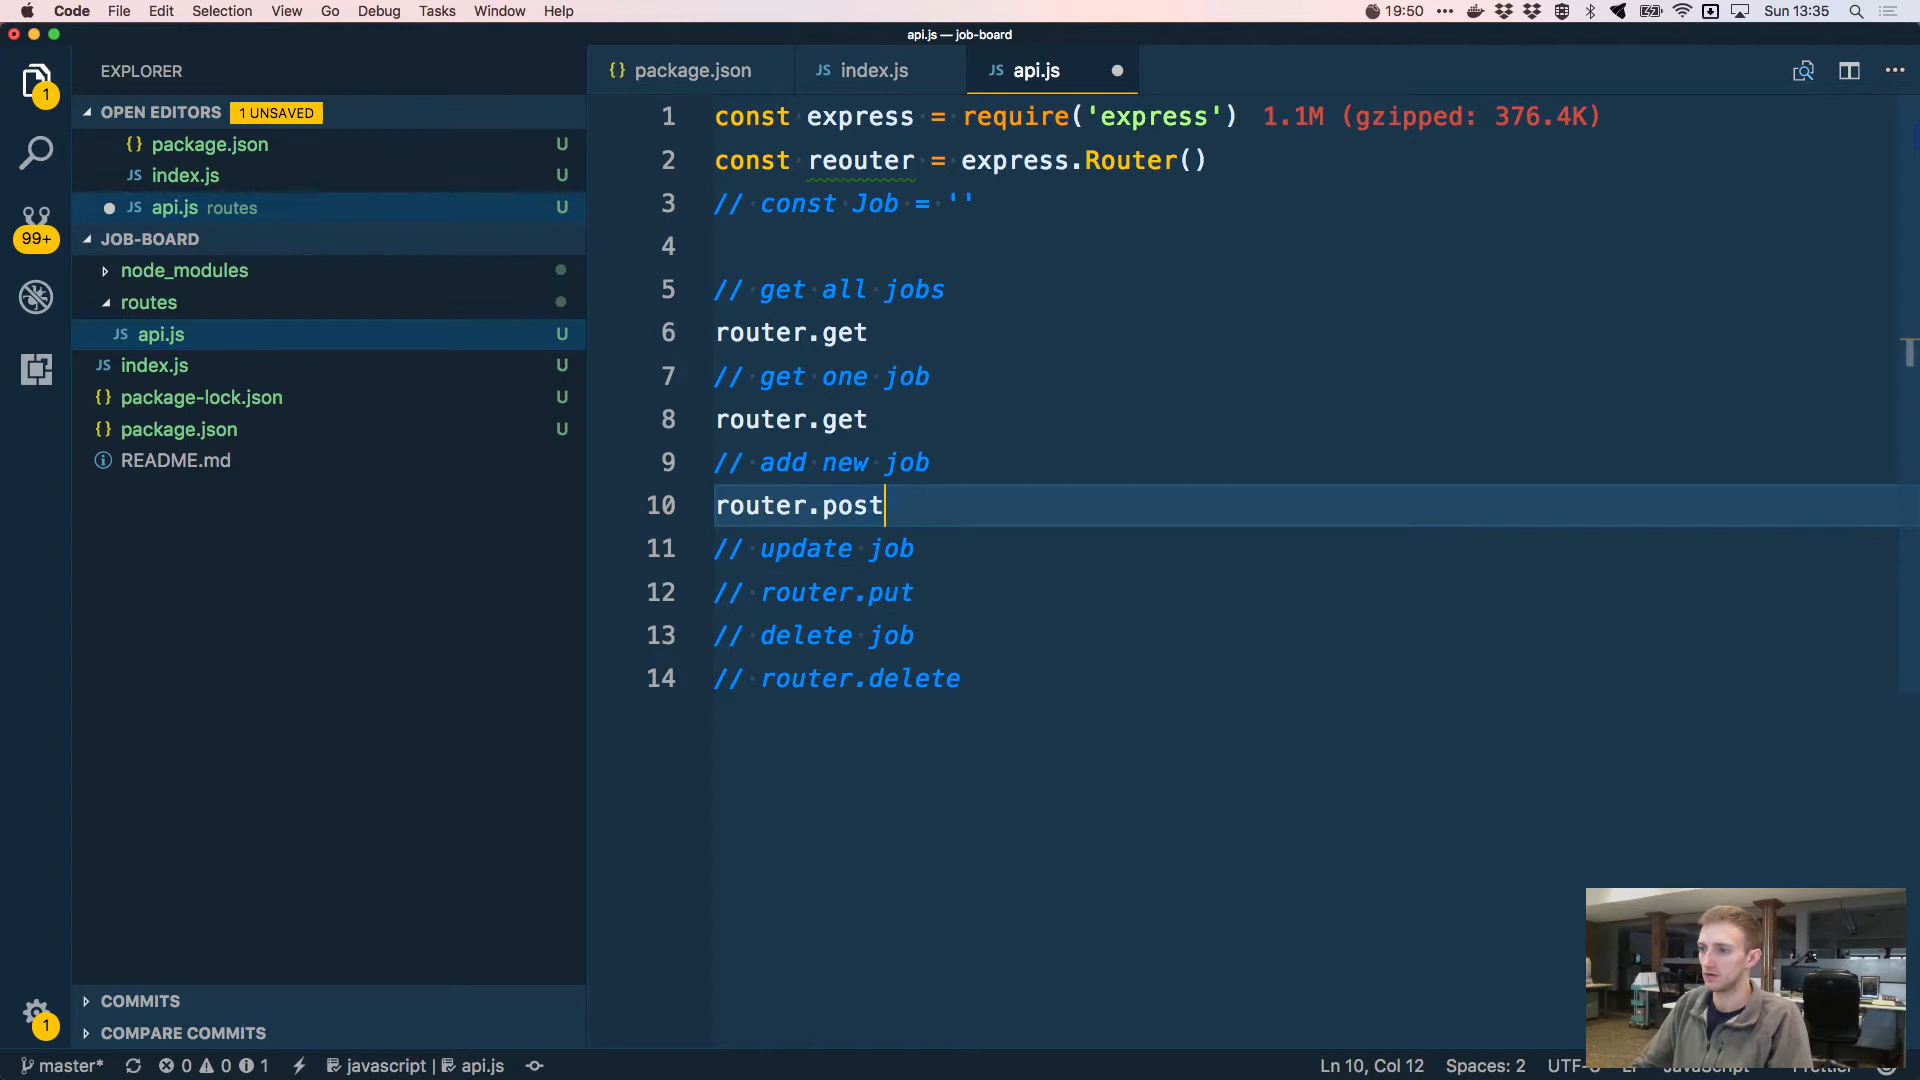 Code File Edit Selection View Go Debug Tasks Window Help 19:50 Sun 13:35
api.js — job-board
EXPLORER
OPEN EDITORS 1 UNSAVED
{} package.json U
JS index.js U
JS api.js routes U
JOB-BOARD
node_modules
routes
JS api.js U
JS index.js U
{} package-lock.json U
{} package.json U
README.md
COMMITS
COMPARE COMMITS
1
99+
1
{} package.json JS index.js JS api.js
1 const express = require('express') 1.1M (gzipped: 376.4K)
2 const reouter = express.Router()
3 // const Job = ''
4
5 // get all jobs
6 router.get
7 // get one job
8 router.get
9 // add new job
10 router.post
11 // update job
12 // router.put
13 // delete job
14 // router.delete
master* 0 0 1 javascript | api.js Ln 10, Col 12 Spaces: 2